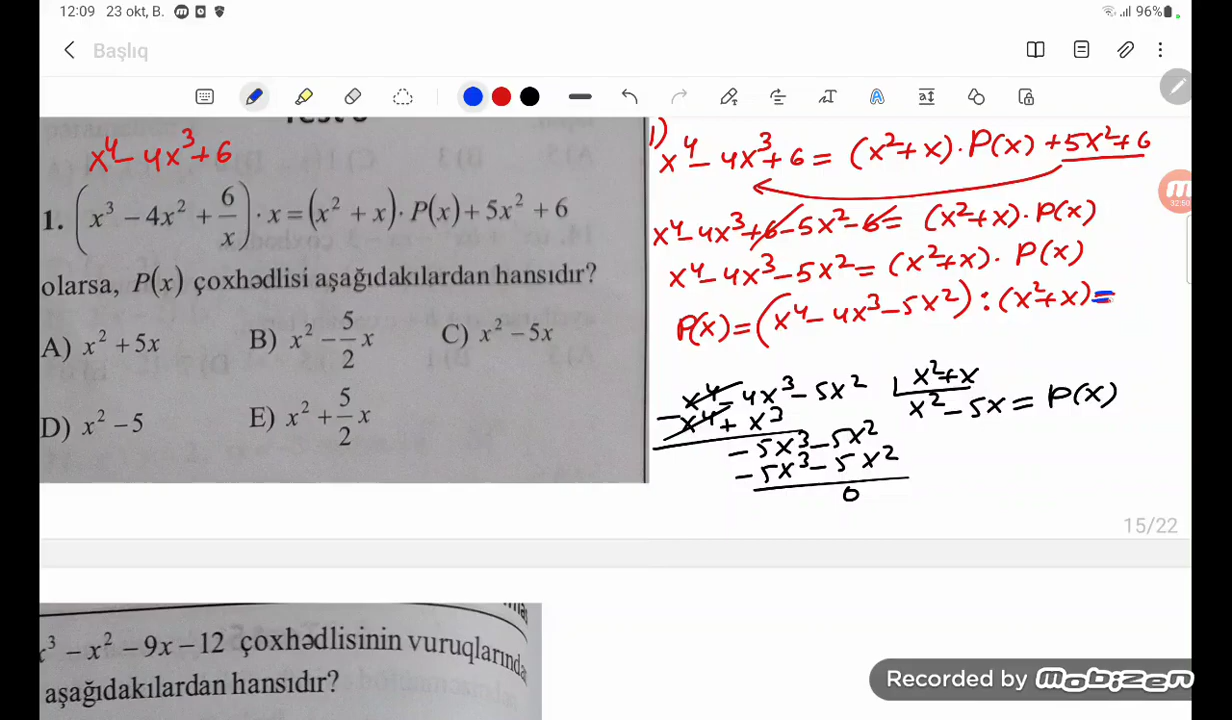 12:09 23 okt, B. 96%
Başlıq
x⁴ - 4x³ + 6
1. (x³ - 4x² + 6/x) · x = (x² + x) · P(x) + 5x² + 6
olarsa, P(x) çoxhədlisi aşağıdakılardan hansıdır?
A) x² + 5x B) x² - 5/2 x C) x² - 5x
D) x² - 5 E) x² + 5/2 x
1)
x⁴ - 4x³ + 6 = (x² + x) · P(x) + 5x² + 6
x⁴ - 4x³ + 6 - 5x² - 6 = (x² + x) · P(x)
x⁴ - 4x³ - 5x² = (x² + x) · P(x)
P(x) = (x⁴ - 4x³ - 5x²) : (x² + x) =
x⁴ - 4x³ - 5x² | x² + x
- x⁴ + x³ x² - 5x = P(x)
- 5x³ - 5x²
- 5x³ - 5x²
0
32:50
15/22
x³ - x² - 9x - 12 çoxhədlisinin vuruqlarında
aşağıdakılardan hansıdır?
Recorded by mobizen